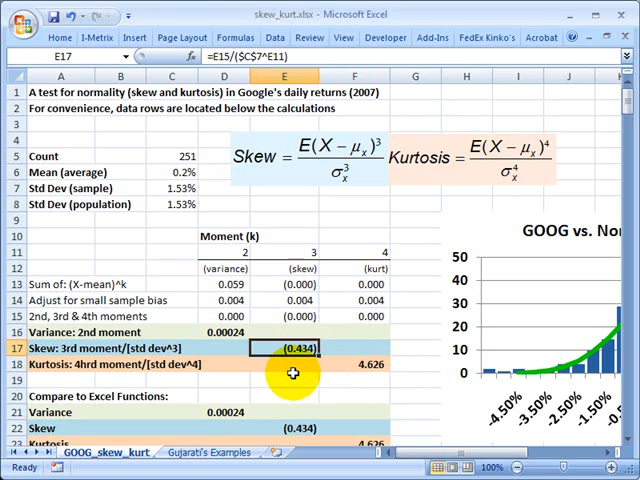 skew_kurt.xlsx - Microsoft Excel
Home I-Metrix Insert Page Layout Formulas Data Review View Developer Add-Ins FedEx Kinko's Acrobat
E17 fx =E15/($C$7^E11)
A B C D E F G H I J K
1 A test for normality (skew and kurtosis) in Google's daily returns (2007)
2 For convenience, data rows are located below the calculations
3
4
5 Count 251
6 Mean (average) 0.2%
7 Std Dev (sample) 1.53%
8 Std Dev (population) 1.53%
Skew = E(X − μx)³ / σx³
Kurtosis = E(X − μx)⁴ / σx⁴
9
10 Moment (k)
11 2 3 4
12 (variance) (skew) (kurt)
13 Sum of: (X-mean)^k 0.059 (0.000) 0.000
14 Adjust for small sample bias 0.004 0.004 0.004
15 2nd, 3rd & 4th moments 0.000 (0.000) 0.000
16 Variance: 2nd moment 0.00024
17 Skew: 3rd moment/[std dev^3] (0.434)
18 Kurtosis: 4hrd moment/[std dev^4] 4.626
19
20 Compare to Excel Functions:
21 Variance 0.00024
22 Skew (0.434)
23 Kurtosis 4.626
GOOG vs. Nor
50
40
30
20
10
0
-4.50% -3.50% -2.50% -1.50% -0.5
GOOG_skew_kurt Gujarati's Examples
Ready 100%